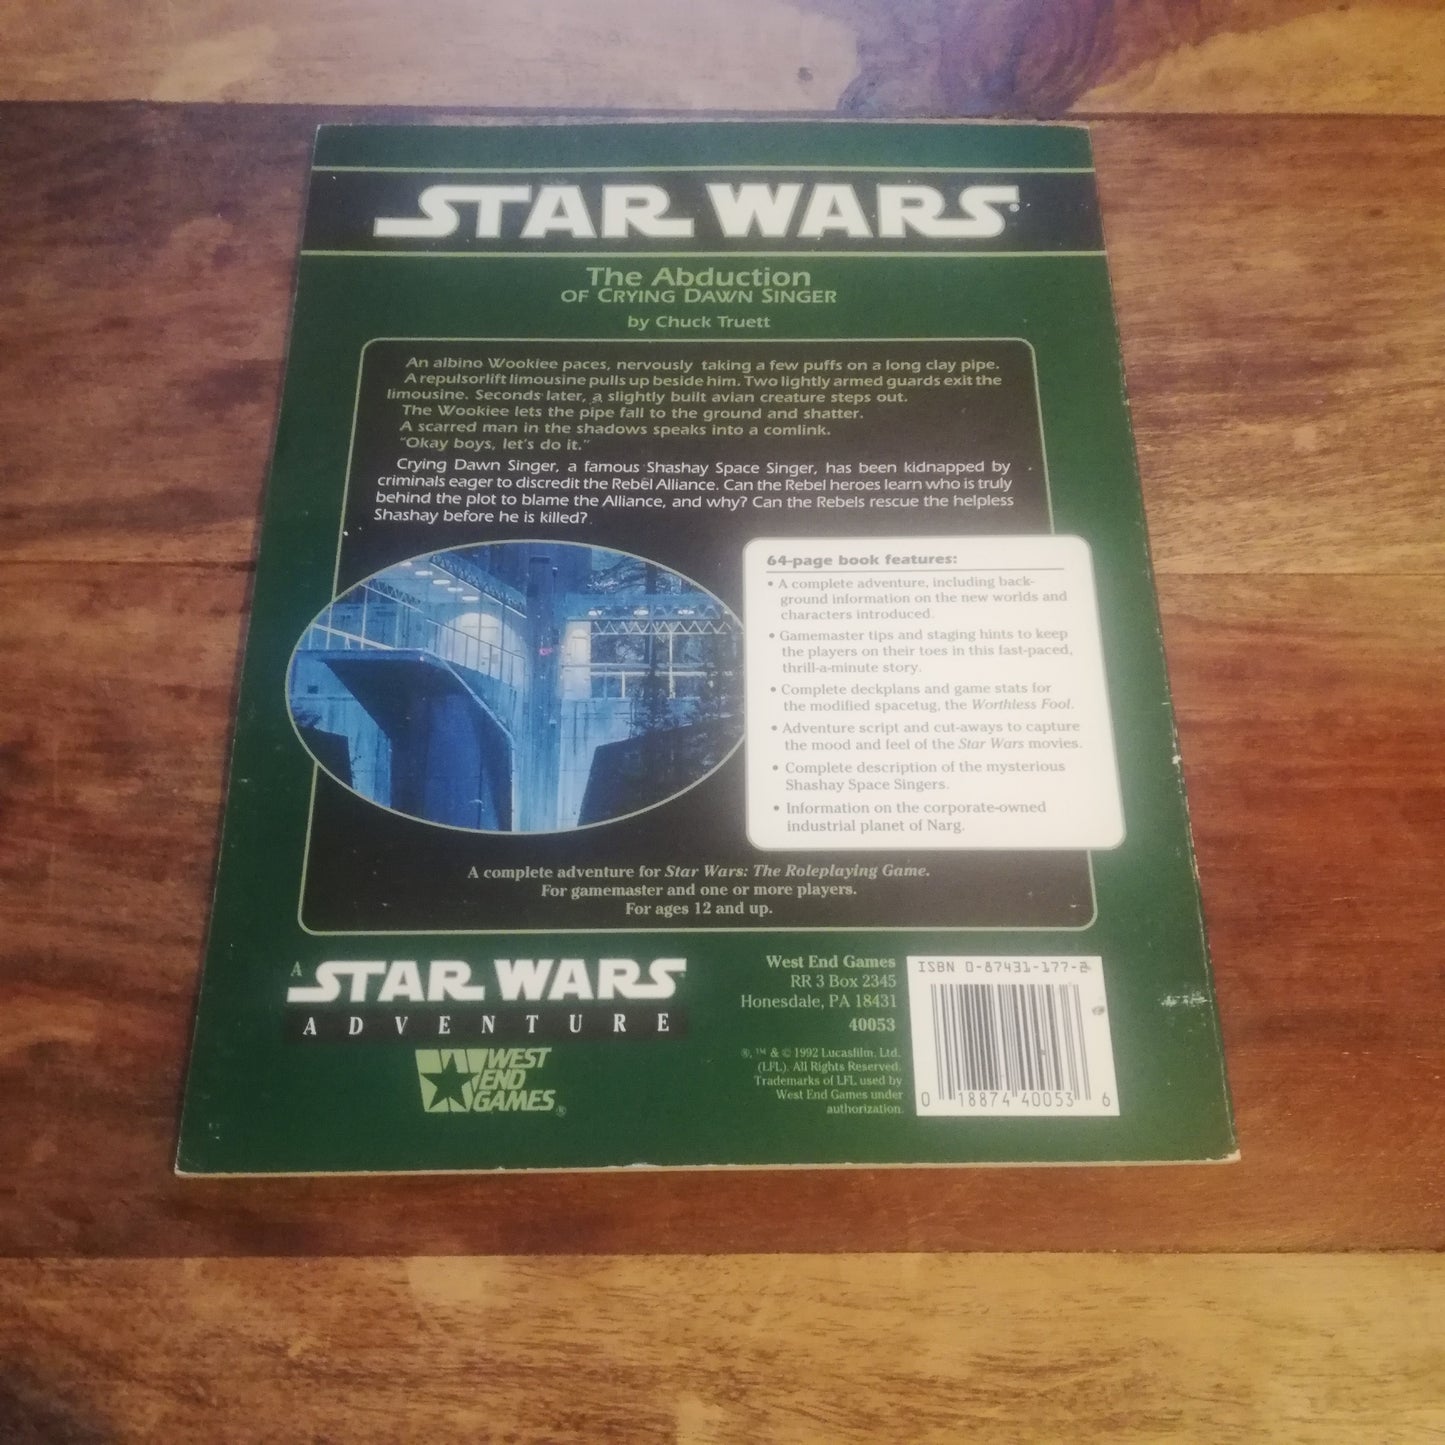 STAR WARS®
The Abduction
OF CRYING DAWN SINGER
by Chuck Truett
An albino Wookiee paces, nervously taking a few puffs on a long clay pipe.
A repulsorlift limousine pulls up beside him. Two lightly armed guards exit the
limousine. Seconds later, a slightly built avian creature steps out.
The Wookiee lets the pipe fall to the ground and shatter.
A scarred man in the shadows speaks into a comlink.
"Okay boys, let's do it."
Crying Dawn Singer, a famous Shashay Space Singer, has been kidnapped by
criminals eager to discredit the Rebel Alliance. Can the Rebel heroes learn who is truly
behind the plot to blame the Alliance, and why? Can the Rebels rescue the helpless
Shashay before he is killed?
64-page book features:
• A complete adventure, including back-
ground information on the new worlds and
characters introduced.
• Gamemaster tips and staging hints to keep
the players on their toes in this fast-paced,
thrill-a-minute story.
• Complete deckplans and game stats for
the modified spacetug, the Worthless Fool.
• Adventure script and cut-aways to capture
the mood and feel of the Star Wars movies.
• Complete description of the mysterious
Shashay Space Singers.
• Information on the corporate-owned
industrial planet of Narg.
A complete adventure for Star Wars: The Roleplaying Game.
For gamemaster and one or more players.
For ages 12 and up.
A STAR WARS®
ADVENTURE
WEST
END
GAMES®
West End Games
RR 3 Box 2345
Honesdale, PA 18431
40053
®, ™ & © 1992 Lucasfilm, Ltd.
(LFL). All Rights Reserved.
Trademarks of LFL used by
West End Games under
authorization.
ISBN 0-87431-177-2
0 18874 40053 6